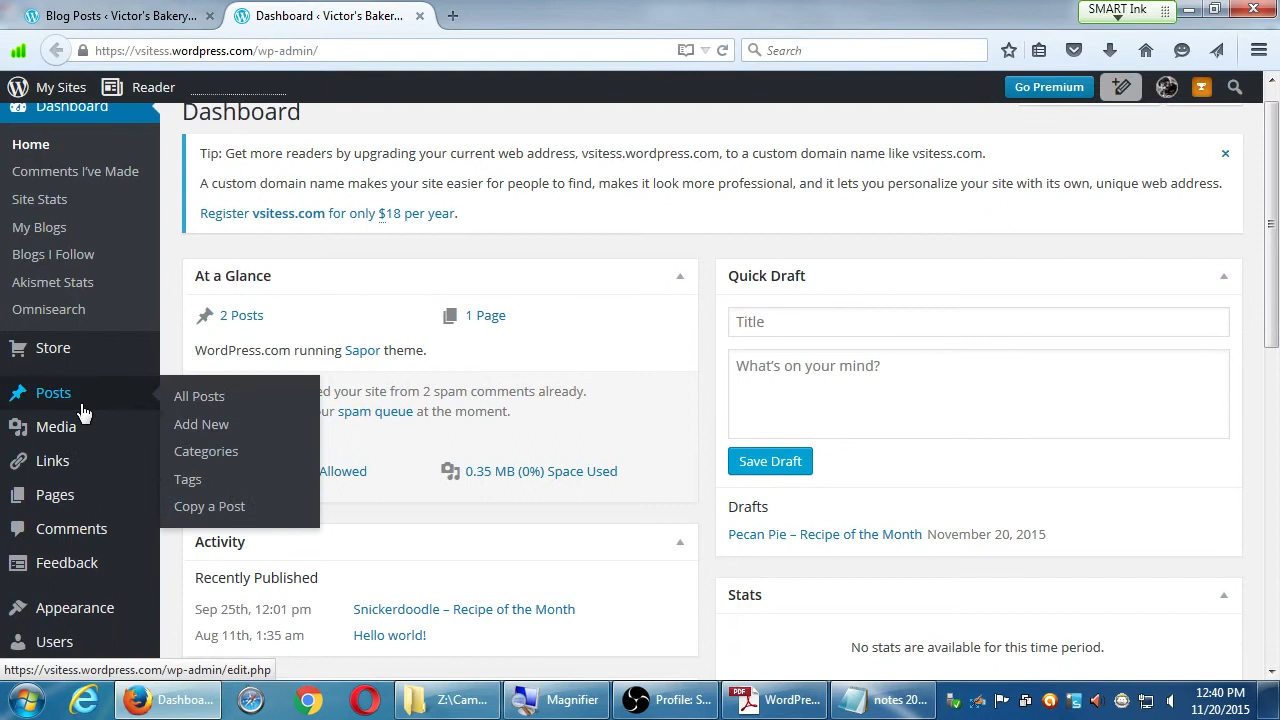 Blog Posts ‹ Victor's Bakery...
Dashboard ‹ Victor's Bakery...
SMART Ink
https://vsitess.wordpress.com/wp-admin/
Search
My Sites
Reader
Go Premium
Dashboard
Home
Comments I've Made
Site Stats
My Blogs
Blogs I Follow
Akismet Stats
Omnisearch
Store
Posts
Media
Links
Pages
Comments
Feedback
Appearance
Users
All Posts
Add New
Categories
Tags
Copy a Post
Dashboard
Tip: Get more readers by upgrading your current web address, vsitess.wordpress.com, to a custom domain name like vsitess.com.
A custom domain name makes your site easier for people to find, makes it look more professional, and it lets you personalize your site with its own, unique web address.
Register vsitess.com for only $18 per year.
At a Glance
2 Posts
1 Page
WordPress.com running Sapor theme.
ed your site from 2 spam comments already.
our spam queue at the moment.
Allowed
0.35 MB (0%) Space Used
Activity
Recently Published
Sep 25th, 12:01 pm
Snickerdoodle – Recipe of the Month
Aug 11th, 1:35 am
Hello world!
Quick Draft
Title
What's on your mind?
Save Draft
Drafts
Pecan Pie – Recipe of the Month November 20, 2015
Stats
No stats are available for this time period.
https://vsitess.wordpress.com/wp-admin/edit.php
Dashboa...
Z:\Cam...
Magnifier
Profile: S...
PDF
WordPre...
notes 20...
12:40 PM
11/20/2015